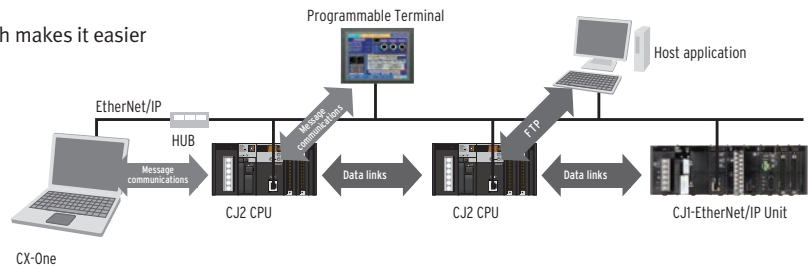 h makes it easier
Programmable Terminal
Host application
EtherNet/IP
HUB
Message
communications
FTP
Message
communications
Data links
Data links
CJ2 CPU
CJ2 CPU
CJ1-EtherNet/IP Unit
CX-One